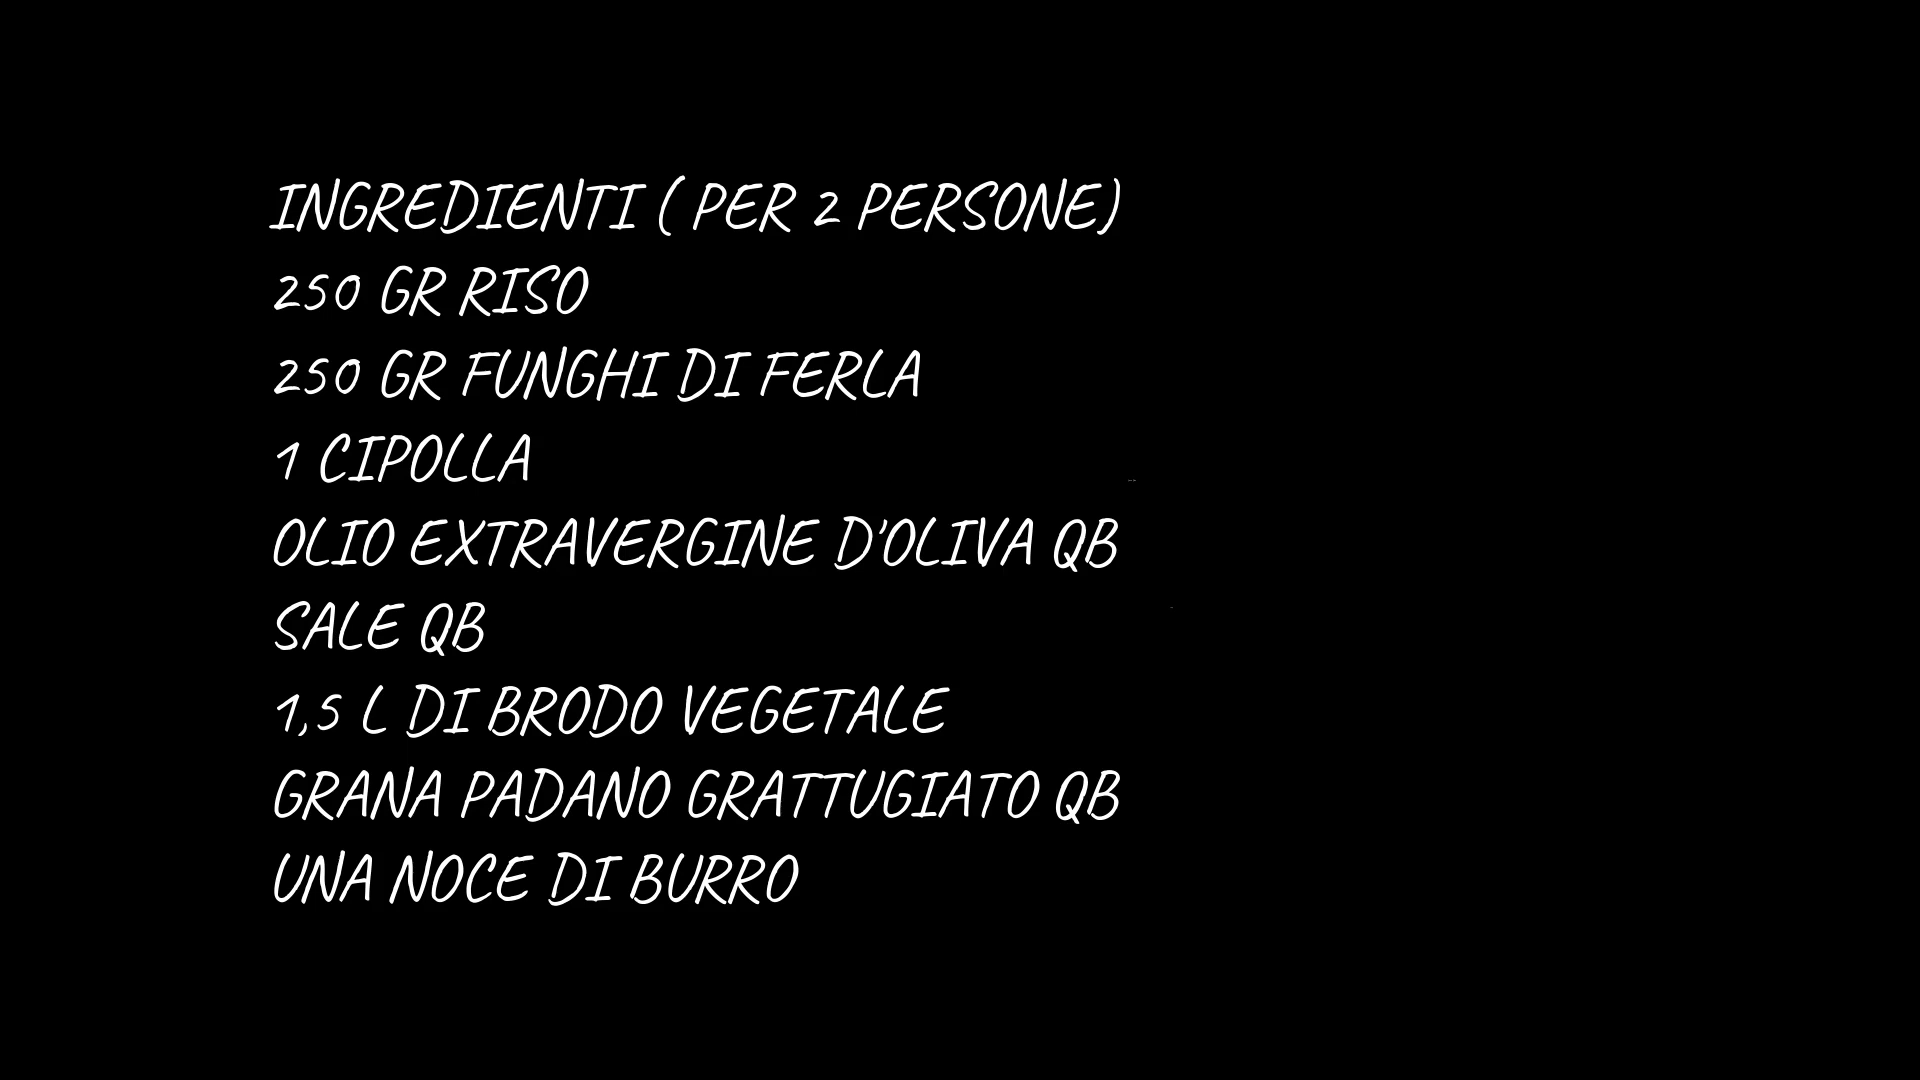 INGREDIENTI ( PER 2 PERSONE)
250 GR RISO
250 GR FUNGHI DI FERLA
1 CIPOLLA
OLIO EXTRAVERGINE D'OLIVA QB
SALE QB
1,5 L DI BRODO VEGETALE
GRANA PADANO GRATTUGIATO QB
UNA NOCE DI BURRO